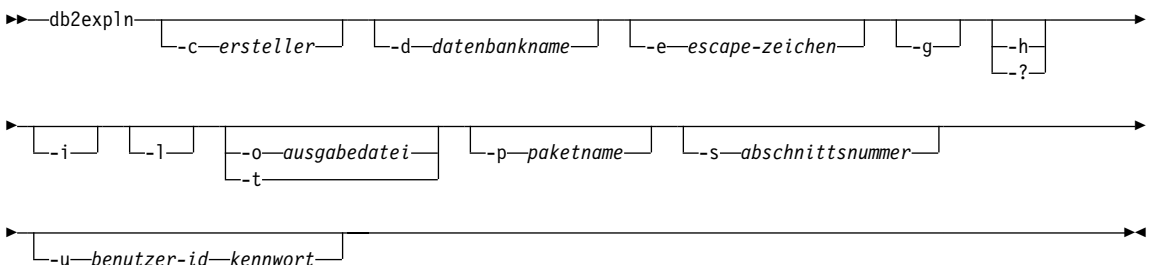 db2expln -c ersteller -d datenbankname -e escape-zeichen -g -h
-?
-i -l -o ausgabedatei -p paketname -s abschnittsnummer
-t
-u benutzer-id kennwort